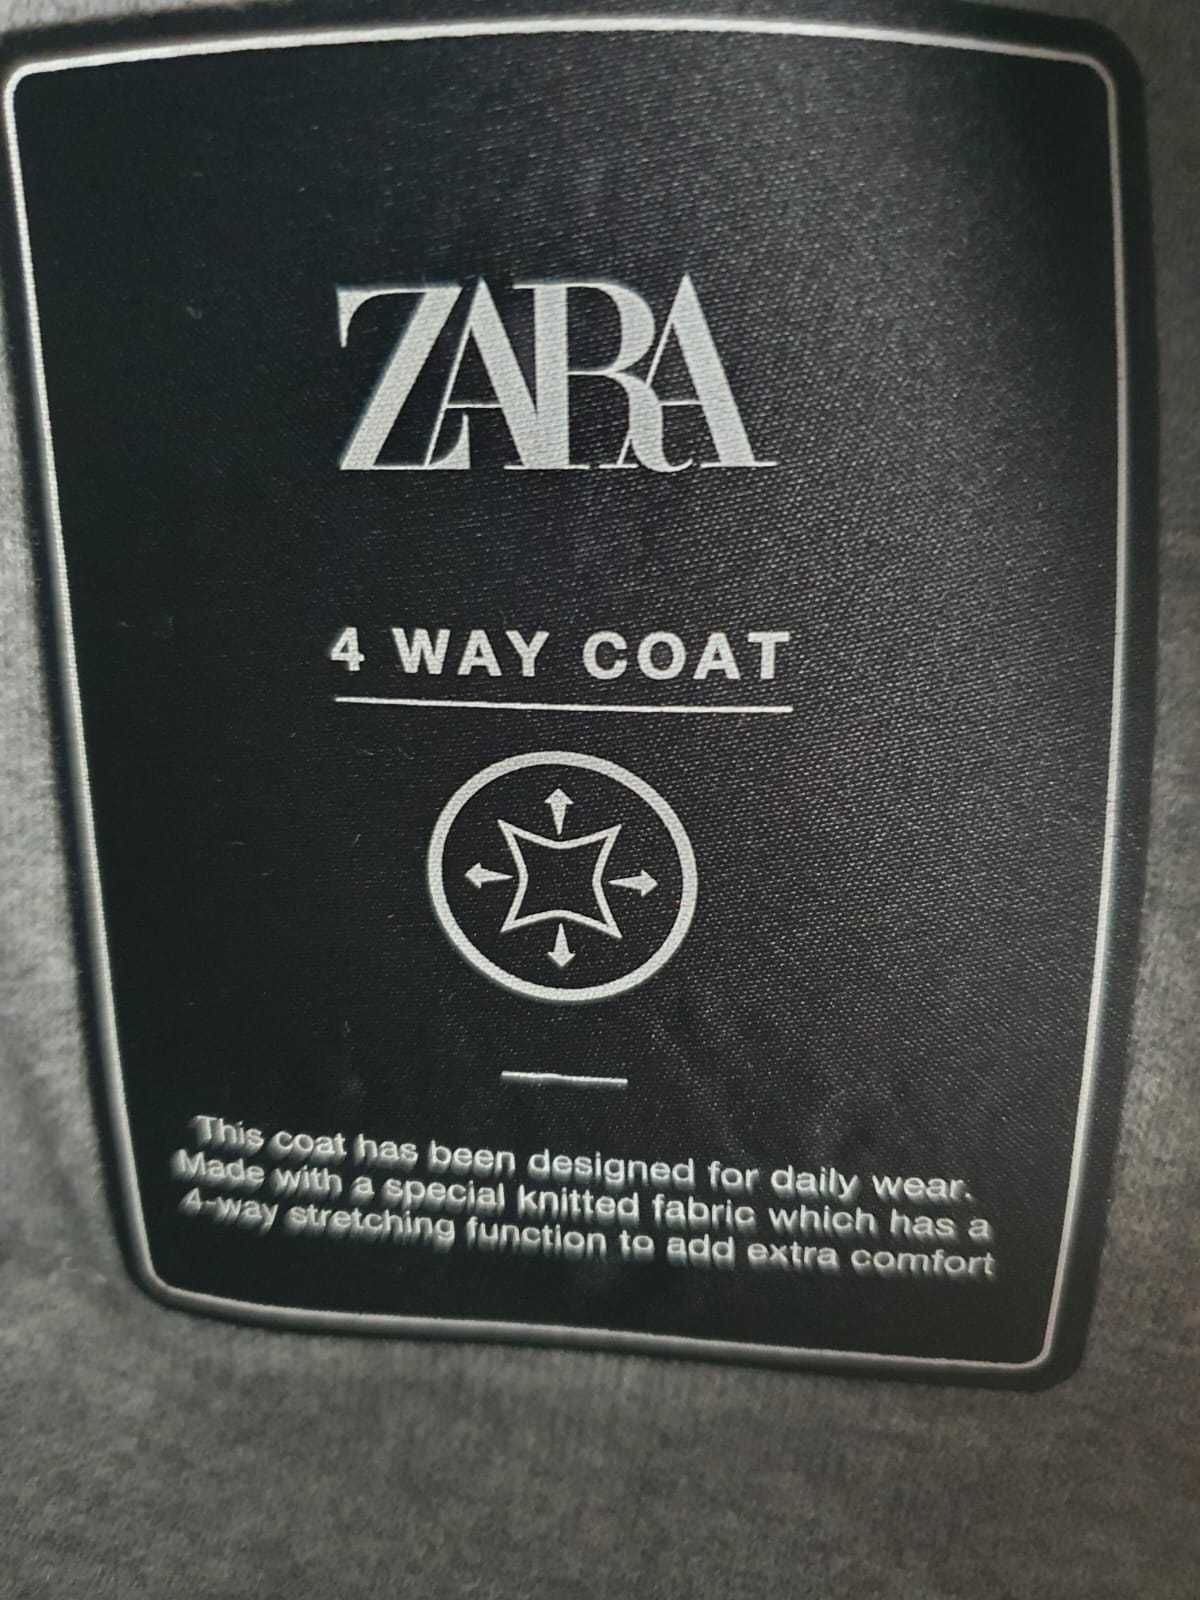 ZARA
4 WAY COAT
This coat has been designed for daily wear.
Made with a special knitted fabric which has a
4-way stretching function to add extra comfort